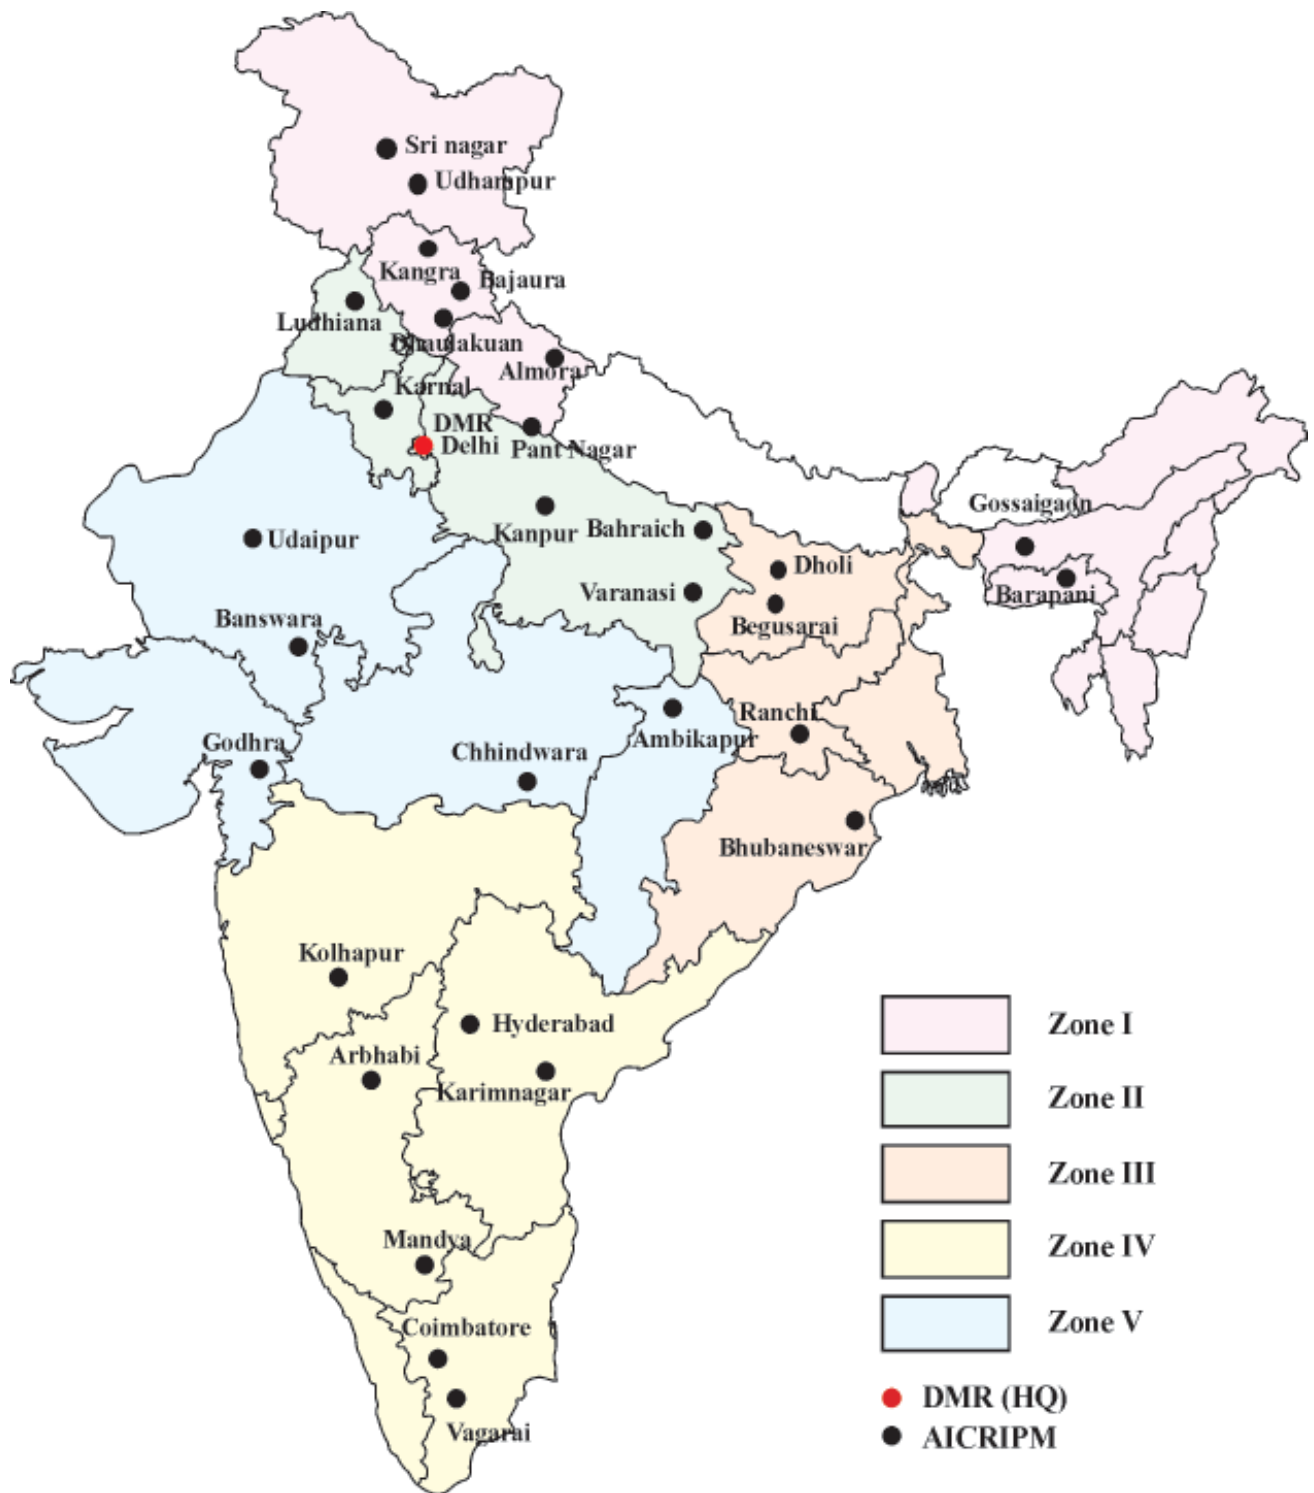 Sri nagar
Udhampur
Kangra
Bajaura
Ludhiana
Dhaulakuan
Almora
Karnal
DMR
Delhi
Pant Nagar
Gossaigaon
Kanpur
Bahraich
Udaipur
Dholi
Varanasi
Barapani
Banswara
Begusarai
Ranchi
Godhra
Ambikapur
Chhindwara
Bhubaneswar
Kolhapur
Hyderabad
Arbhabi
Karimnagar
Mandya
Coimbatore
Vagarai
Zone I
Zone II
Zone III
Zone IV
Zone V
DMR (HQ)
AICRIPM